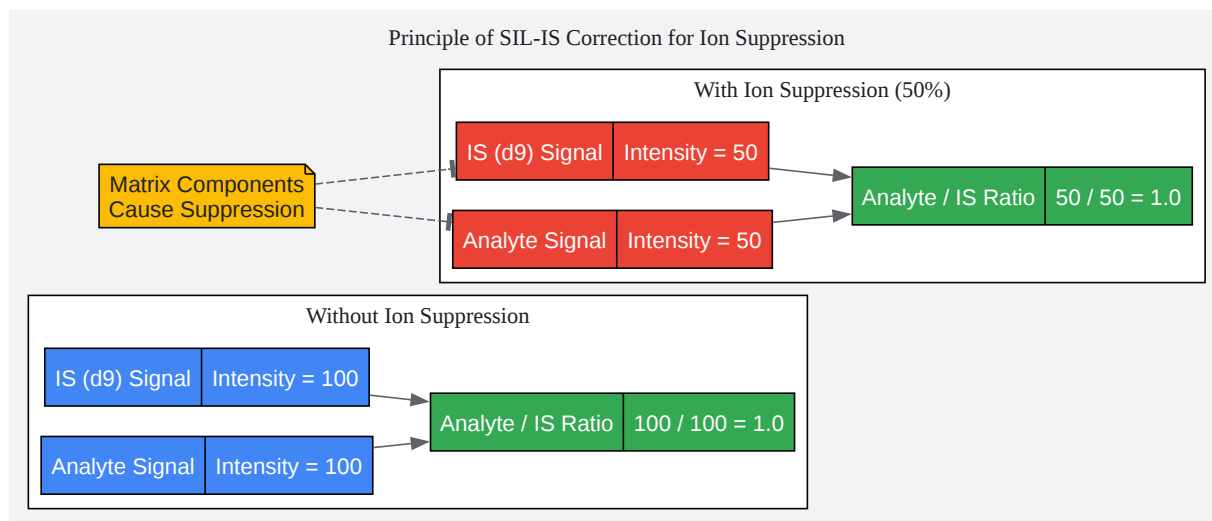 Principle of SIL-IS Correction for Ion Suppression
With Ion Suppression (50%)
IS (d9) Signal Intensity = 50
Matrix Components
Cause Suppression
Analyte / IS Ratio 50 / 50 = 1.0
Analyte Signal Intensity = 50
Without Ion Suppression
IS (d9) Signal Intensity = 100
Analyte / IS Ratio 100 / 100 = 1.0
Analyte Signal Intensity = 100